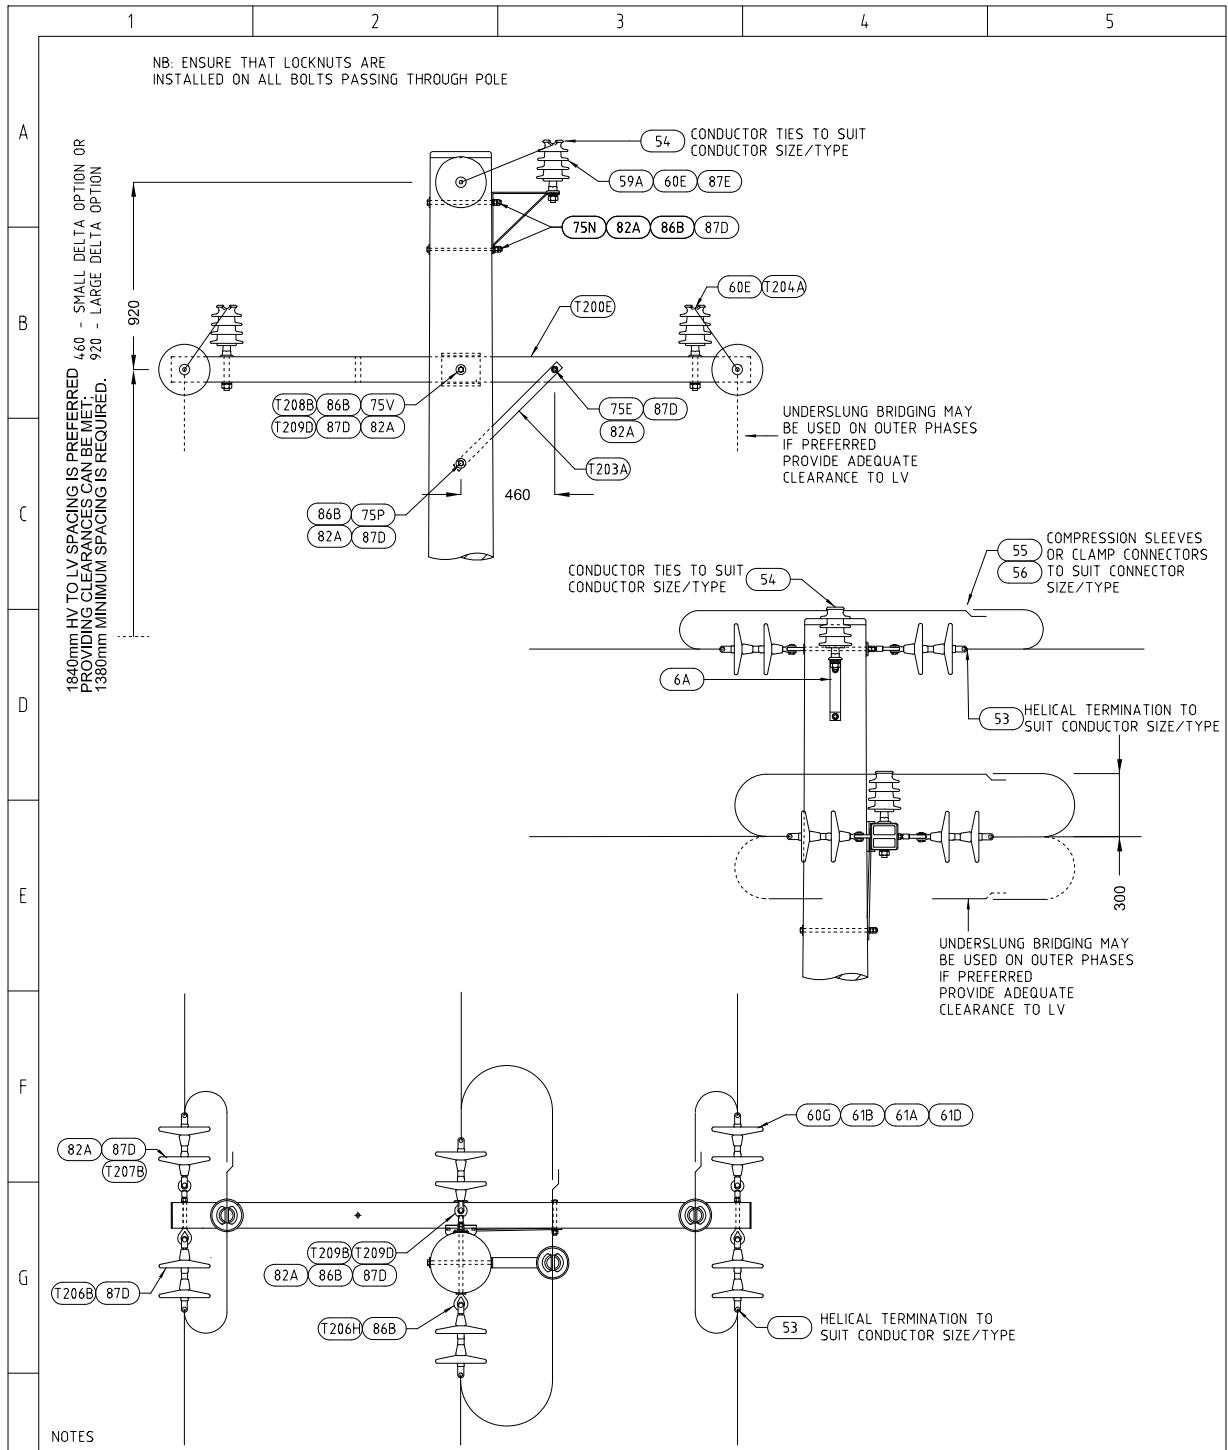 1 2 3 4 5
A
B
C
D
E
F
G
NB: ENSURE THAT LOCKNUTS ARE
INSTALLED ON ALL BOLTS PASSING THROUGH POLE
460 - SMALL DELTA OPTION OR
920 - LARGE DELTA OPTION
920
1840mm HV TO LV SPACING IS PREFERRED
PROVIDING CLEARANCES CAN BE MET.
1380mm MINIMUM SPACING IS REQUIRED.
54
CONDUCTOR TIES TO SUIT
CONDUCTOR SIZE/TYPE
59A 60E 87E
75N 82A 86B 87D
60E T204A
T200E
T208B 86B 75V
T209D 87D 82A
75E 87D
82A
T203A
460
86B 75P
82A 87D
UNDERSLUNG BRIDGING MAY
BE USED ON OUTER PHASES
IF PREFERRED
PROVIDE ADEQUATE
CLEARANCE TO LV
CONDUCTOR TIES TO SUIT
CONDUCTOR SIZE/TYPE
54
55
56
COMPRESSION SLEEVES
OR CLAMP CONNECTORS
TO SUIT CONNECTOR
SIZE/TYPE
6A
53
HELICAL TERMINATION TO
SUIT CONDUCTOR SIZE/TYPE
300
UNDERSLUNG BRIDGING MAY
BE USED ON OUTER PHASES
IF PREFERRED
PROVIDE ADEQUATE
CLEARANCE TO LV
60G 61B 61A 61D
82A 87D
T207B
T209B T209D
82A 86B 87D
T206B 87D
T206H 86B
53
HELICAL TERMINATION TO
SUIT CONDUCTOR SIZE/TYPE
NOTES